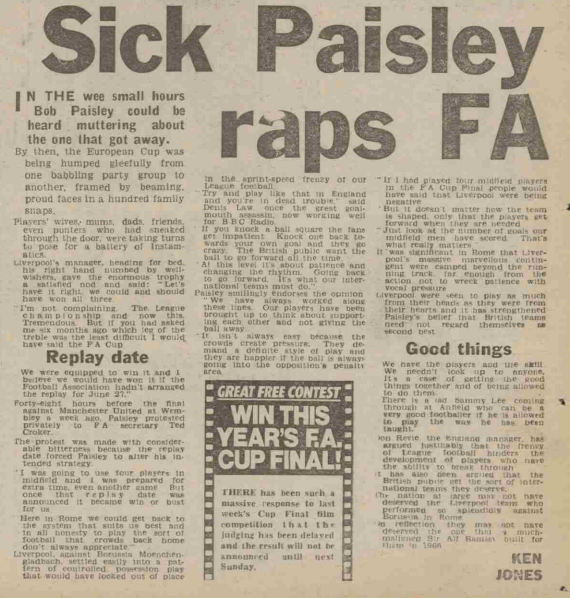 Sick Paisley
raps FA
IN THE wee small hours
Bob Paisley could be
heard muttering about
the one that got away.
By then, the European Cup was
being humped gleefully from
one babbling party group to
another, framed by beaming,
proud faces in a hundred family
snaps.
Players' wives, mums, dads, friends,
even punters who had sneaked
through the door, were taking turns
to pose for a battery of Instam-
atics.
Liverpool's manager, heading for bed,
his right hand numbed by well-
wishers, gave the enormous trophy
a satisfied nod and said: "Let's
have it right, we could and should
have won all three.
"I'm not complaining. The League
championship and now this.
Tremendous. But if you had asked
me six months ago which leg of the
treble was the least difficult I would
have said the FA Cup
Replay date
We were equipped to win it and I
believe we would have won it if the
Football Association hadn't arranged
the replay for June 27."
Forty-eight hours before the final
against Manchester United at Wem-
bley a week ago, Paisley protested
privately to FA secretary Ted
Croker.
The protest was made with consider-
able bitterness because the replay
date forced Paisley to alter his in-
tended strategy.
"I was going to use four players in
midfield and I was prepared for
extra time, even another game. But
once that replay date was
announced it became win or bust
for us
Here in Rome we could get back to
the system that suits us best and
in all honesty to play the sort of
football that crowds back home
don't always appreciate."
Liverpool, against Borussia Moenchen-
gladbach, settled easily into a pat-
tern of controlled, possession play
that would have looked out of place
in the sprint-speed frenzy of our
League football.
"Try and play like that in England
and you're in dead trouble," said
Denis Law, once the great goal-
mouth assassin, now working well
for BBC Radio.
If you knock a ball square the fans
get impatient. Knock one back to-
wards your own goal and they go
crazy. The British public want the
ball to go forward all the time.
"At this level it's about patience and
changing the rhythm. Going back
to go forward. It's what our inter-
national teams must do."
Paisley smilingly endorses the opinion
"We have always worked along
these lines. Our players have been
brought up to think about support-
ing each other and not giving the
ball away
"It isn't always easy because the
crowds create pressure. They de-
mand a definite style of play and
they are happier if the ball is always
going into the opposition's penalty
area
GREAT FREE CONTEST
WIN THIS
YEAR'S F.A.
CUP FINAL!
THERE has been such a
massive response to last
week's Cup Final film
competition that the
judging has been delayed
and the result will not be
announced until next
Sunday.
"If I had played four midfield players
in the FA Cup Final people would
have said that Liverpool were being
negative
But it doesn't matter how the team
is shaped, only that the players get
forward when they are needed
"Just look at the number of goals our
midfield men have scored. That's
what really matters
It was significant in Rome that Liver-
pool's massive marvellous contin-
gent were camped beyond the run-
ning track, far enough from the
action not to wreck patience with
vocal pressure
Liverpool were seen to play as much
from their heads as they were from
their hearts and it has strengthened
Paisley's belief that British teams
need not regard themselves as
second best
Good things
We have the players and the skill.
We needn't look up to anyone.
It's a case of getting the good
things together and of being allowed
to do them.
There is a lad Sammy Lee coming
through at Anfield who can be a
very good footballer if he is allowed
to play the way he has been
taught."
Don Revie, the England manager, has
argued justifiably that the frenzy
of League football hinders the
development of players who have
the ability to break through
It has also been argued that the
British public get the sort of inter-
national teams they deserve
The nation at large may not have
deserved the Liverpool team who
performed so splendidly against
Borussia in Rome
On reflection they may not have
deserved the one that a much-
maligned Sir Alf Ramsey built for
them in 1966
KEN
JONES